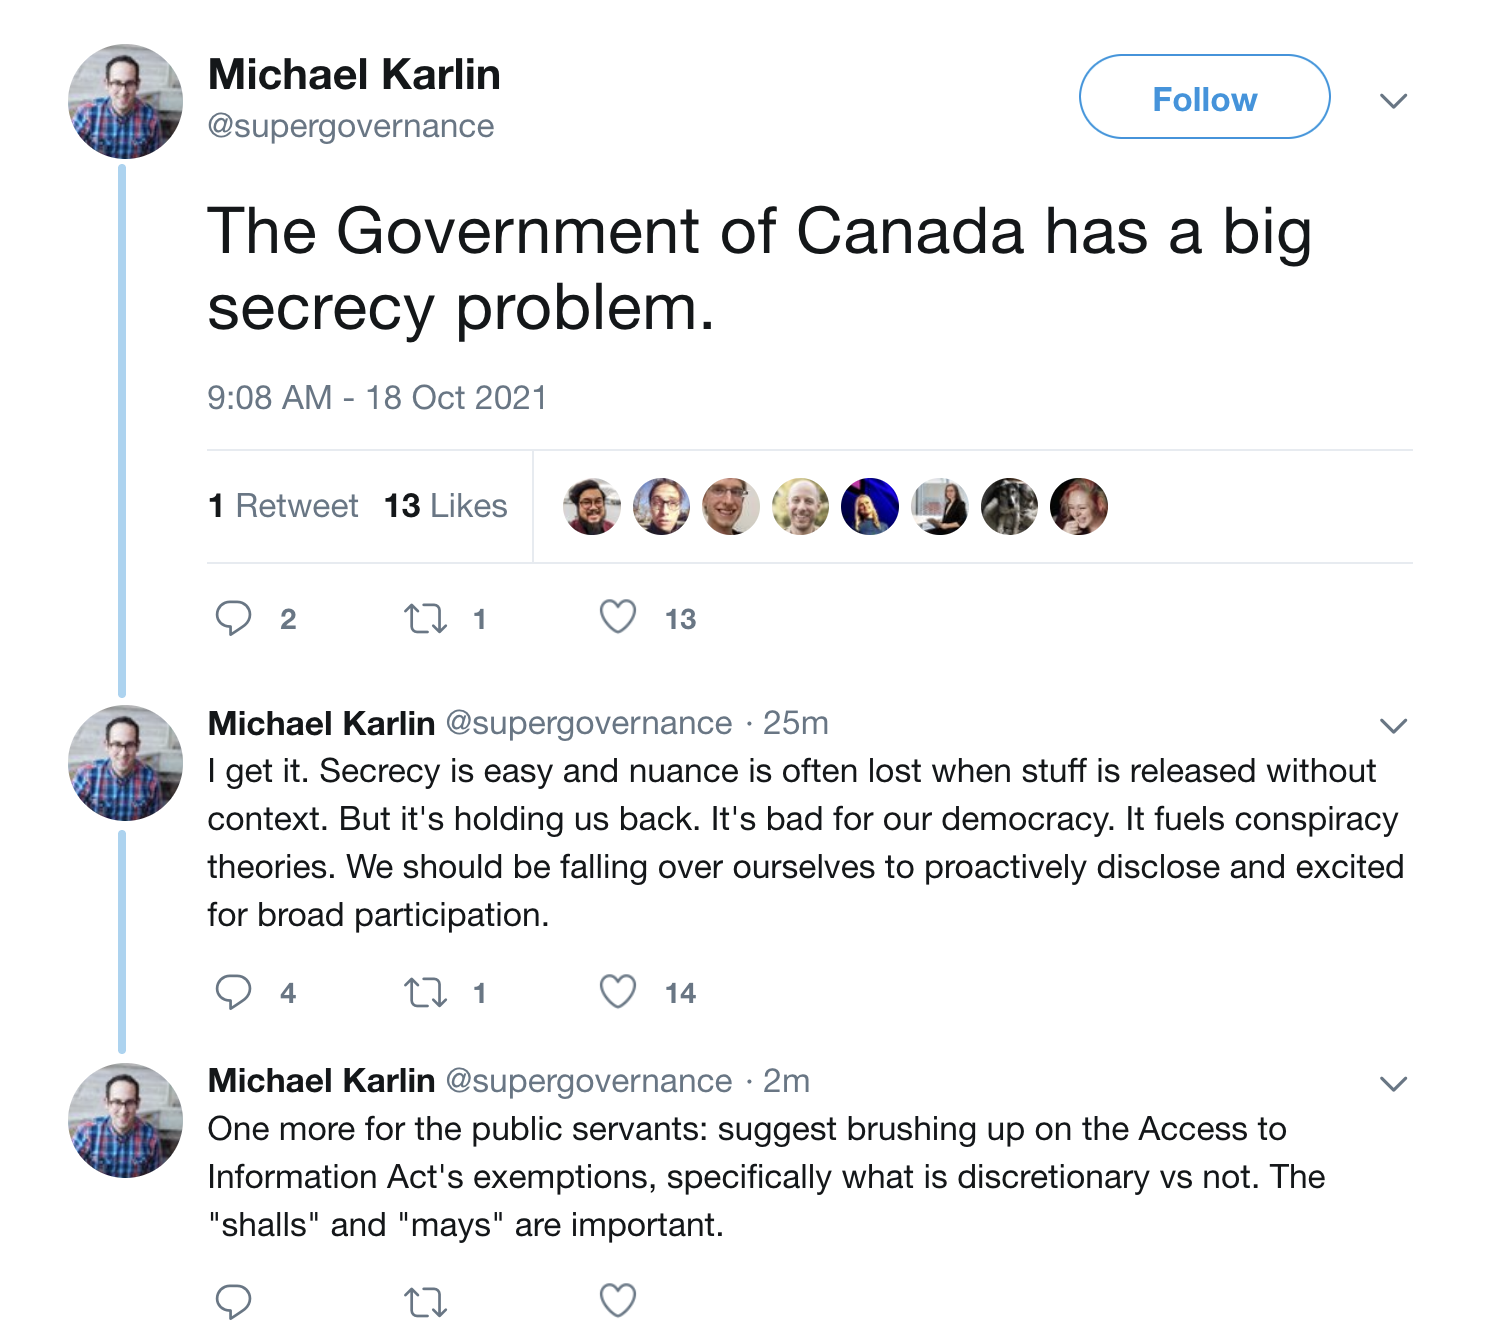 Michael Karlin
@supergovernance
Follow
The Government of Canada has a big
secrecy problem.
9:08 AM - 18 Oct 2021
1 Retweet 13 Likes
2 1 13
Michael Karlin @supergovernance · 25m
I get it. Secrecy is easy and nuance is often lost when stuff is released without
context. But it's holding us back. It's bad for our democracy. It fuels conspiracy
theories. We should be falling over ourselves to proactively disclose and excited
for broad participation.
4 1 14
Michael Karlin @supergovernance · 2m
One more for the public servants: suggest brushing up on the Access to
Information Act's exemptions, specifically what is discretionary vs not. The
"shalls" and "mays" are important.